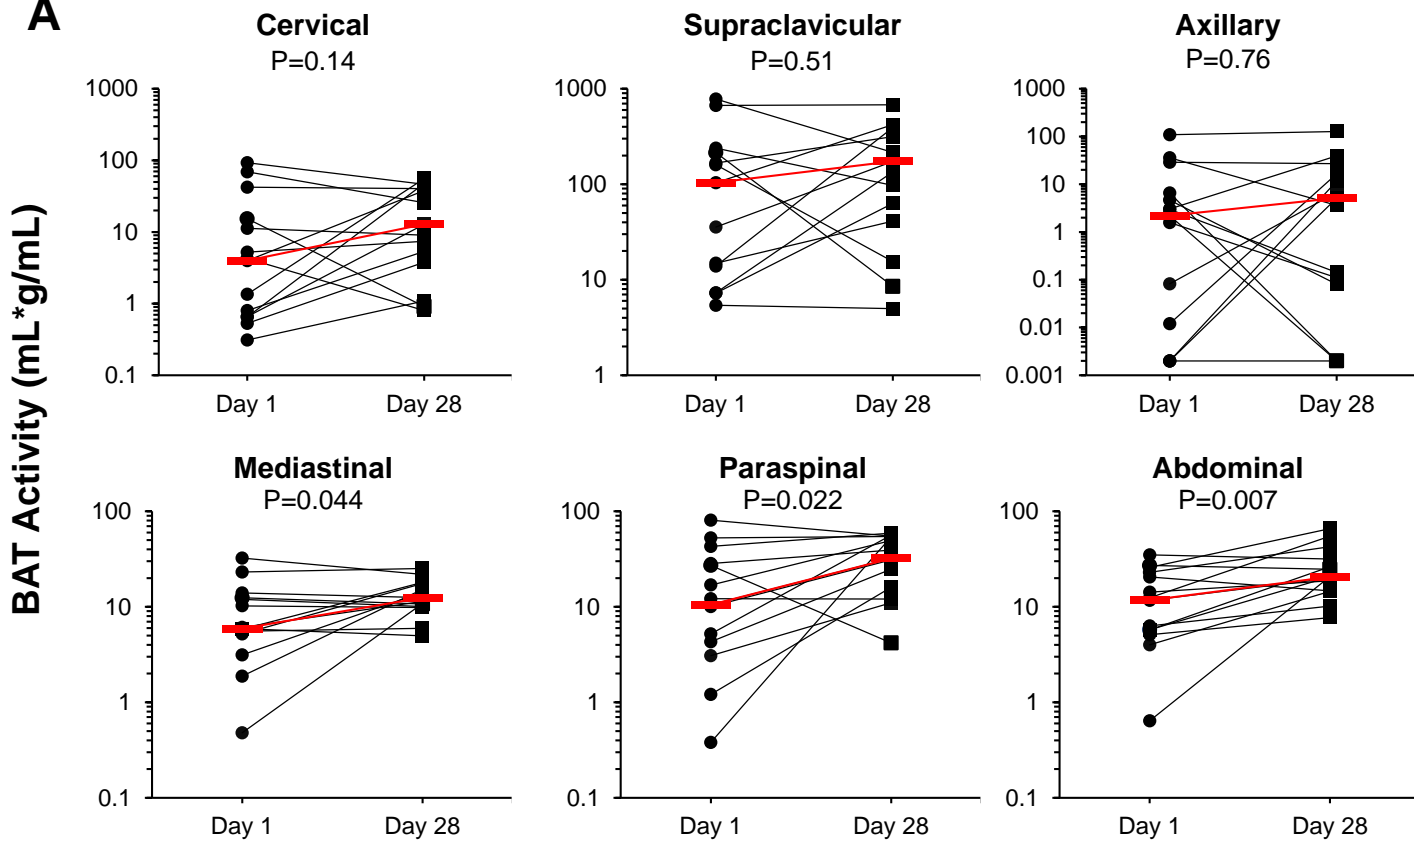 A
BAT Activity (mL*g/mL)
Cervical
P=0.14
1000
100
10
1
0.1
Day 1 Day 28
Supraclavicular
P=0.51
1000
100
10
1
Day 1 Day 28
Axillary
P=0.76
1000
100
10
1
0.1
0.01
0.001
Day 1 Day 28
Mediastinal
P=0.044
100
10
1
0.1
Day 1 Day 28
Paraspinal
P=0.022
100
10
1
0.1
Day 1 Day 28
Abdominal
P=0.007
100
10
1
0.1
Day 1 Day 28